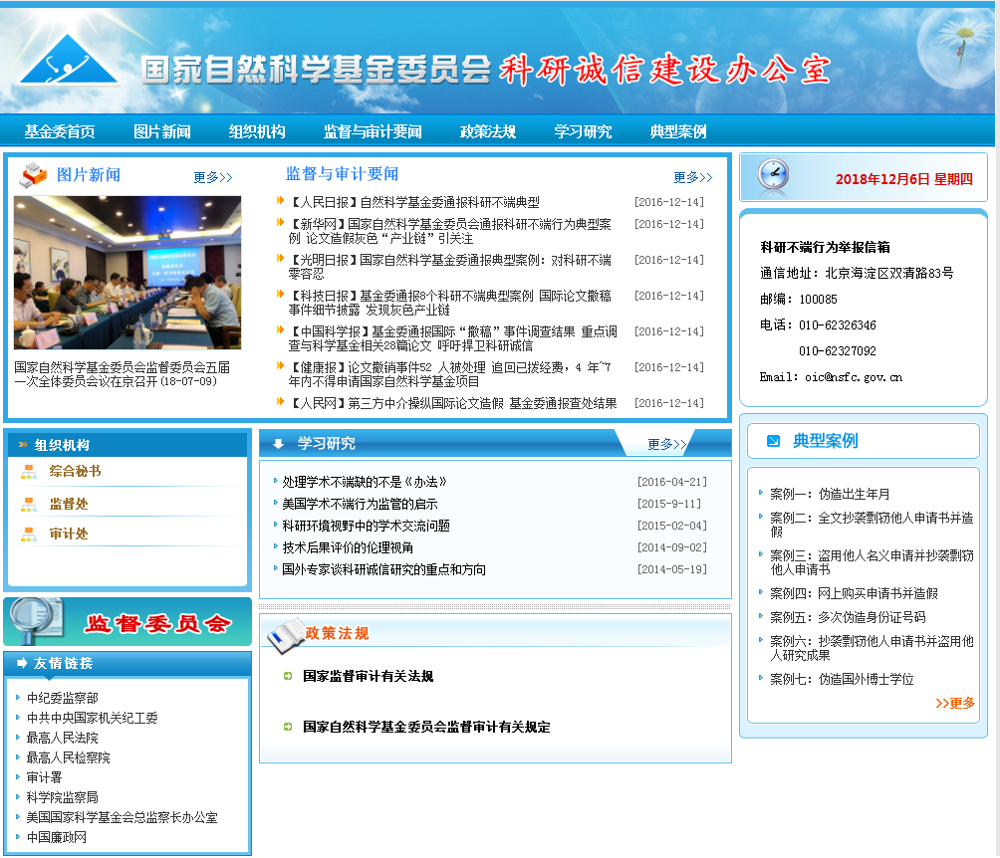 国家自然科学基金委员会 科研诚信建设办公室
基金委首页 图片新闻 组织机构 监督与审计要闻 政策法规 学习研究 典型案例
图片新闻 更多>>
国家自然科学基金委员会监督委员会五届
一次全体委员会议在京召开(18-07-09)
监督与审计要闻 更多>>
【人民日报】自然科学基金委通报科研不端典型 [2016-12-14]
【新华网】国家自然科学基金委员会通报科研不端行为典型案 [2016-12-14]
例 论文造假灰色“产业链”引关注
【光明日报】国家自然科学基金委通报典型案例：对科研不端 [2016-12-14]
零容忍
【科技日报】基金委通报8个科研不端典型案例 国际论文撤稿 [2016-12-14]
事件细节披露 发现灰色产业链
【中国科学报】基金委通报国际“撤稿”事件调查结果 重点调 [2016-12-14]
查与科学基金相关28篇论文 呼吁捍卫科研诚信
【健康报】论文撤销事件52 人被处理 追回已拨经费，4 年~7 [2016-12-14]
年内不得申请国家自然科学基金项目
【人民网】第三方中介操纵国际论文造假 基金委通报查处结果 [2016-12-14]
2018年12月6日 星期四
科研不端行为举报信箱
通信地址：北京海淀区双清路83号
邮编：100085
电话：010-62326346
010-62327092
Email：oic@nsfc.gov.cn
组织机构
综合秘书
监督处
审计处
监督委员会
友情链接
中纪委监察部
中共中央国家机关纪工委
最高人民法院
最高人民检察院
审计署
科学院监察局
美国国家科学基金会总监察长办公室
中国廉政网
学习研究 更多>>
处理学术不端缺的不是《办法》 [2016-04-21]
美国学术不端行为监管的启示 [2015-9-11]
科研环境视野中的学术交流问题 [2015-02-04]
技术后果评价的伦理视角 [2014-09-02]
国外专家谈科研诚信研究的重点和方向 [2014-05-19]
政策法规
国家监督审计有关法规
国家自然科学基金委员会监督审计有关规定
典型案例
案例一：伪造出生年月
案例二：全文抄袭剽窃他人申请书并造
假
案例三：盗用他人名义申请并抄袭剽窃
他人申请书
案例四：网上购买申请书并造假
案例五：多次伪造身份证号码
案例六：抄袭剽窃他人申请书并盗用他
人研究成果
案例七：伪造国外博士学位
>>更多